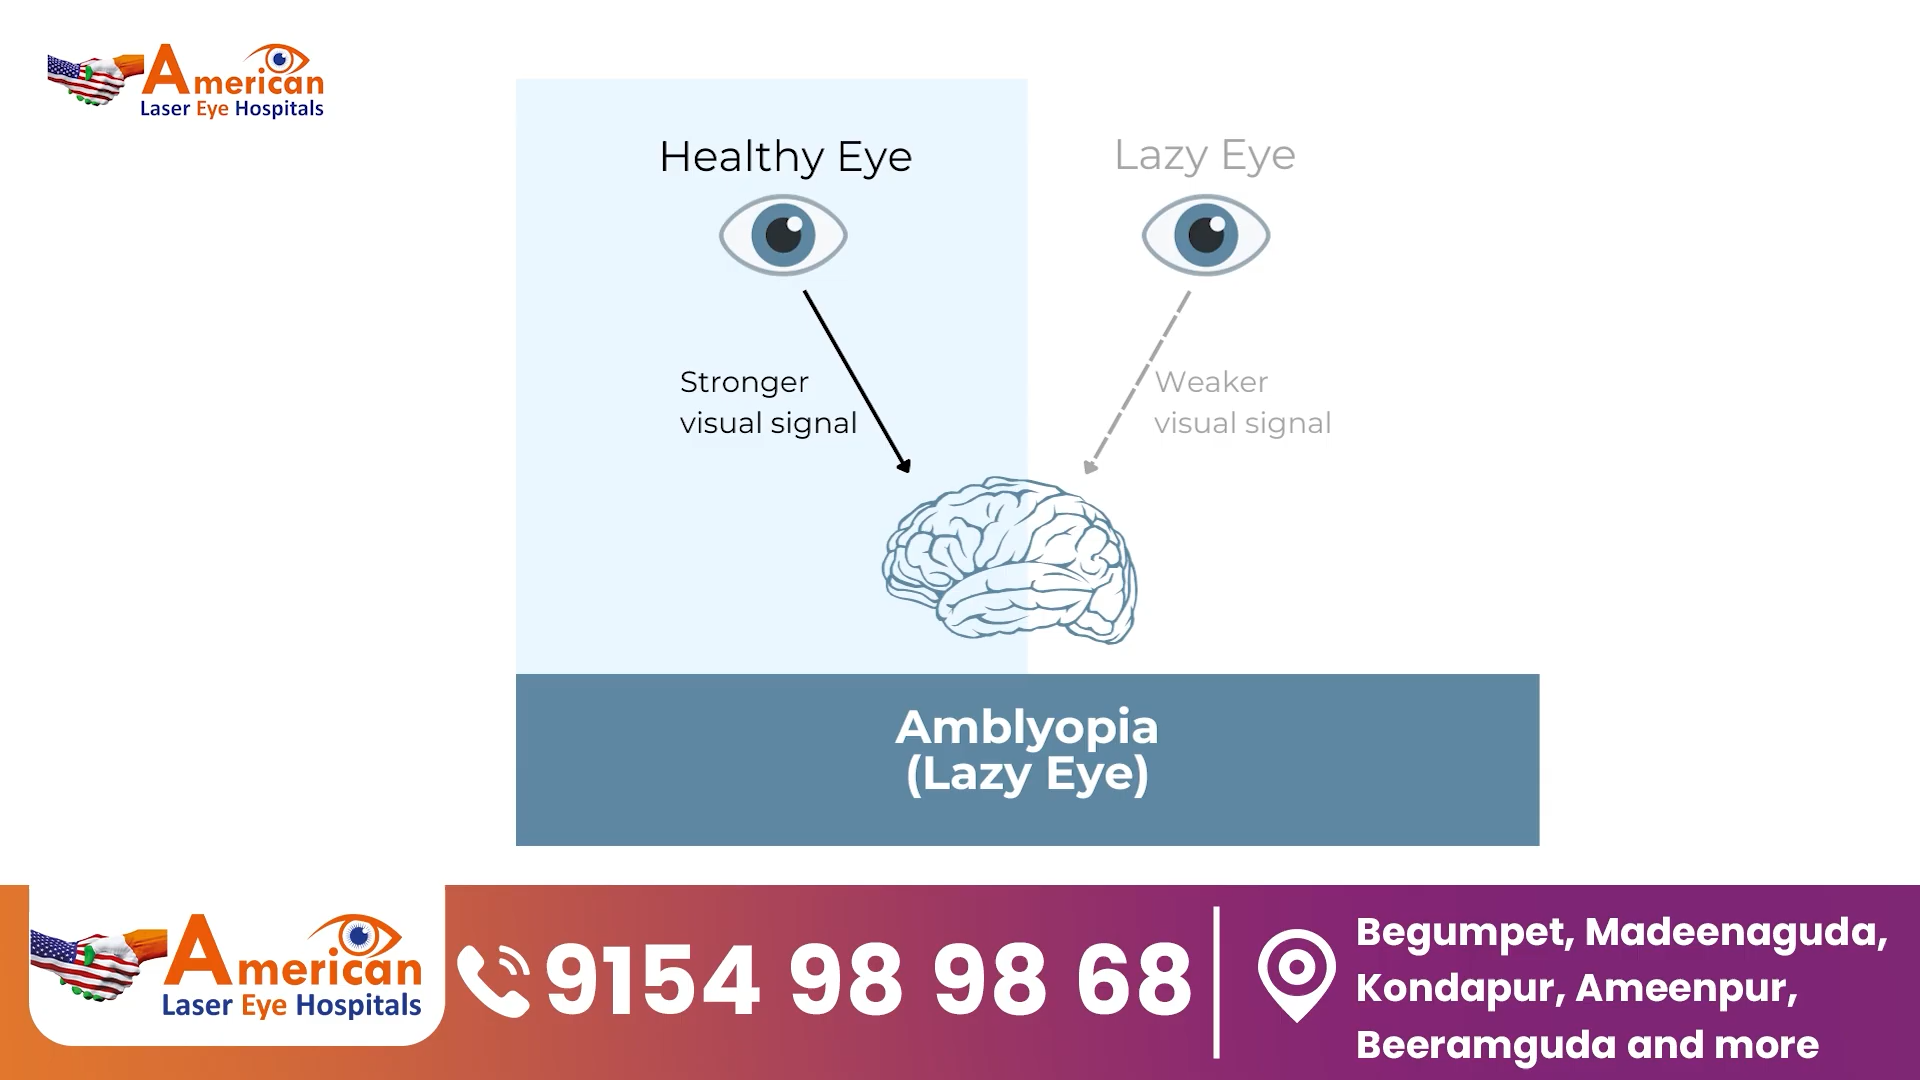 American
Laser Eye Hospitals
Healthy Eye
Lazy Eye
Stronger
visual signal
Weaker
visual signal
Amblyopia
(Lazy Eye)
American
Laser Eye Hospitals
9154 98 98 68
Begumpet, Madeenaguda,
Kondapur, Ameenpur,
Beeramguda and more